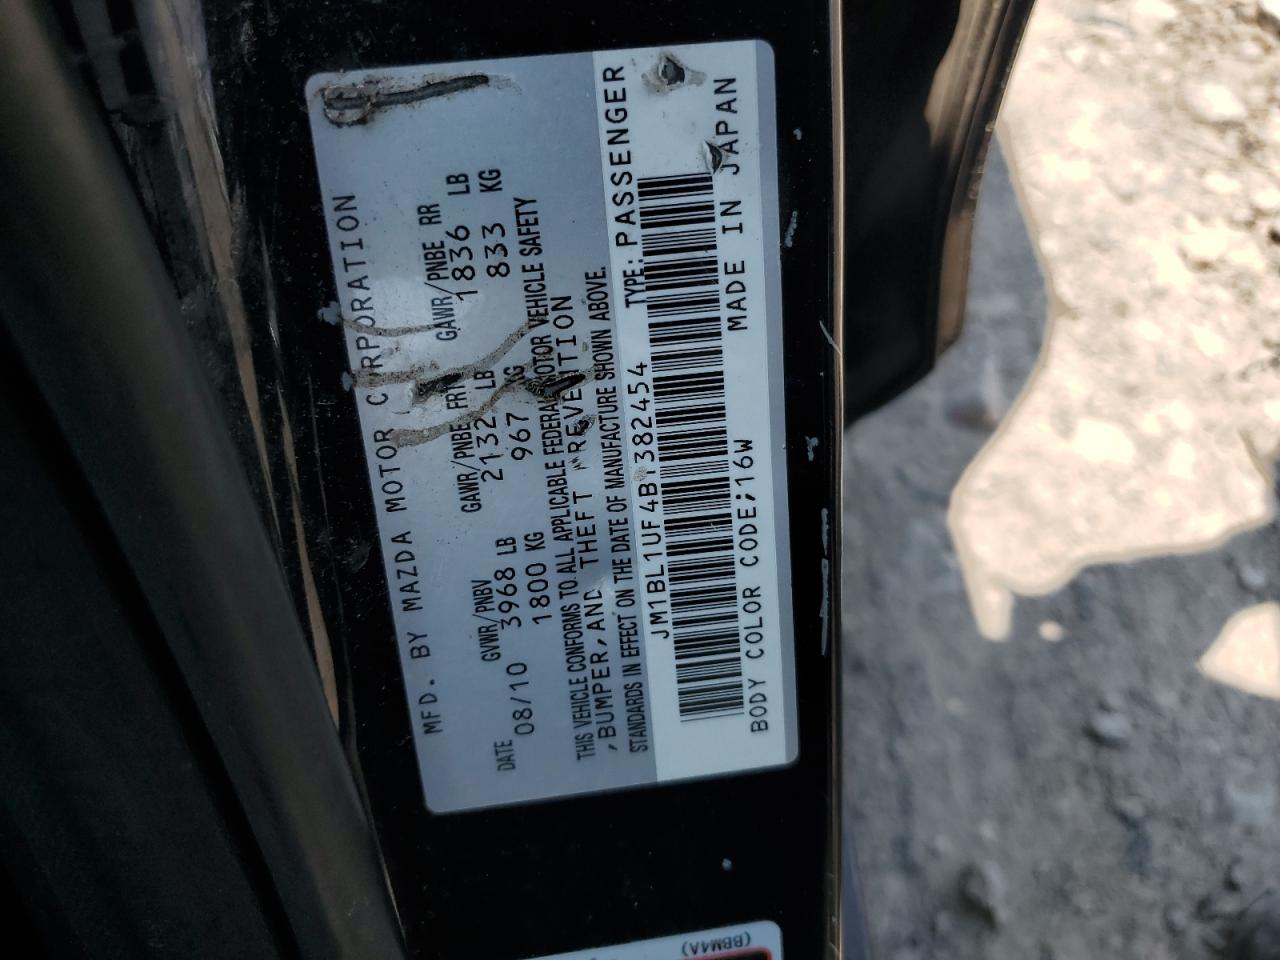 MFD. BY MAZDA MOTOR CORPORATION
DATE GVWR/PNBV GAWR/PNBE FRT GAWR/PNBE RR
08/10 3968 LB 2132 LB 1836 LB
1800 KG 967 KG 833 KG
THIS VEHICLE CONFORMS TO ALL APPLICABLE FEDERAL MOTOR VEHICLE SAFETY
,BUMPER,AND THEFT PREVENTION
STANDARDS IN EFFECT ON THE DATE OF MANUFACTURE SHOWN ABOVE.
JM1BL1UF4B1382454 TYPE: PASSENGER
BODY COLOR CODE;16W MADE IN JAPAN
(BBM4A)